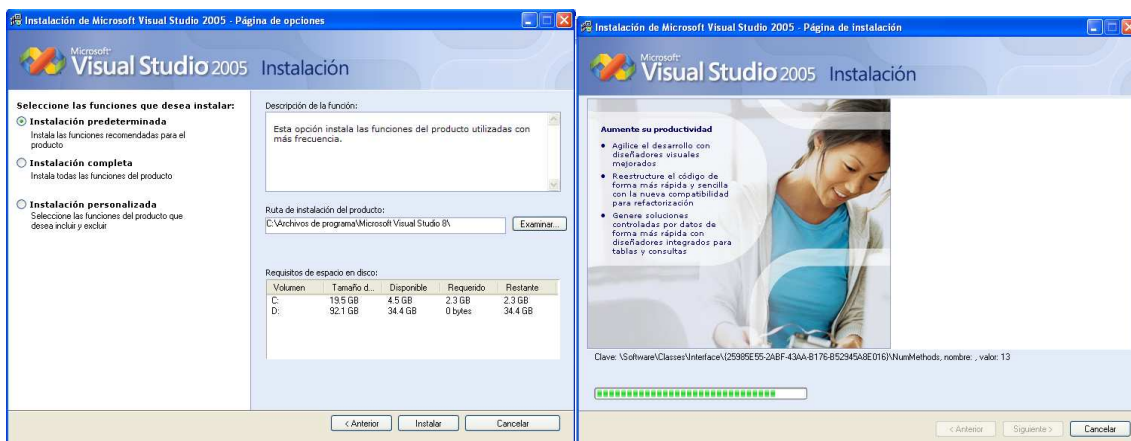 Instalación de Microsoft Visual Studio 2005 - Página de opciones
Microsoft
Visual Studio 2005 Instalación
Seleccione las funciones que desea instalar:
Instalación predeterminada
Instala las funciones recomendadas para el
producto
Instalación completa
Instala todas las funciones del producto
Instalación personalizada
Seleccione las funciones del producto que
desea incluir y excluir
Descripción de la función:
Esta opción instala las funciones del producto utilizadas con
más frecuencia.
Ruta de instalación del producto:
C:\Archivos de programa\Microsoft Visual Studio 8\
Examinar...
Requisitos de espacio en disco:
Volumen Tamaño d... Disponible Requerido Restante
C: 19.5 GB 4.5 GB 2.3 GB 2.3 GB
D: 92.1 GB 34.4 GB 0 bytes 34.4 GB
< Anterior Instalar Cancelar
Instalación de Microsoft Visual Studio 2005 - Página de instalación
Microsoft
Visual Studio 2005 Instalación
Aumente su productividad
• Agilice el desarrollo con
diseñadores visuales
mejorados
• Reestructure el código de
forma más rápida y sencilla
con la nueva compatibilidad
para refactorización
• Genere soluciones
controladas por datos de
forma más rápida con
diseñadores integrados para
tablas y consultas
Clave: \Software\Classes\Interface\{25985E55-2ABF-43AA-B176-B52945A8E016}\NumMethods, nombre: , valor: 13
< Anterior Siguiente > Cancelar